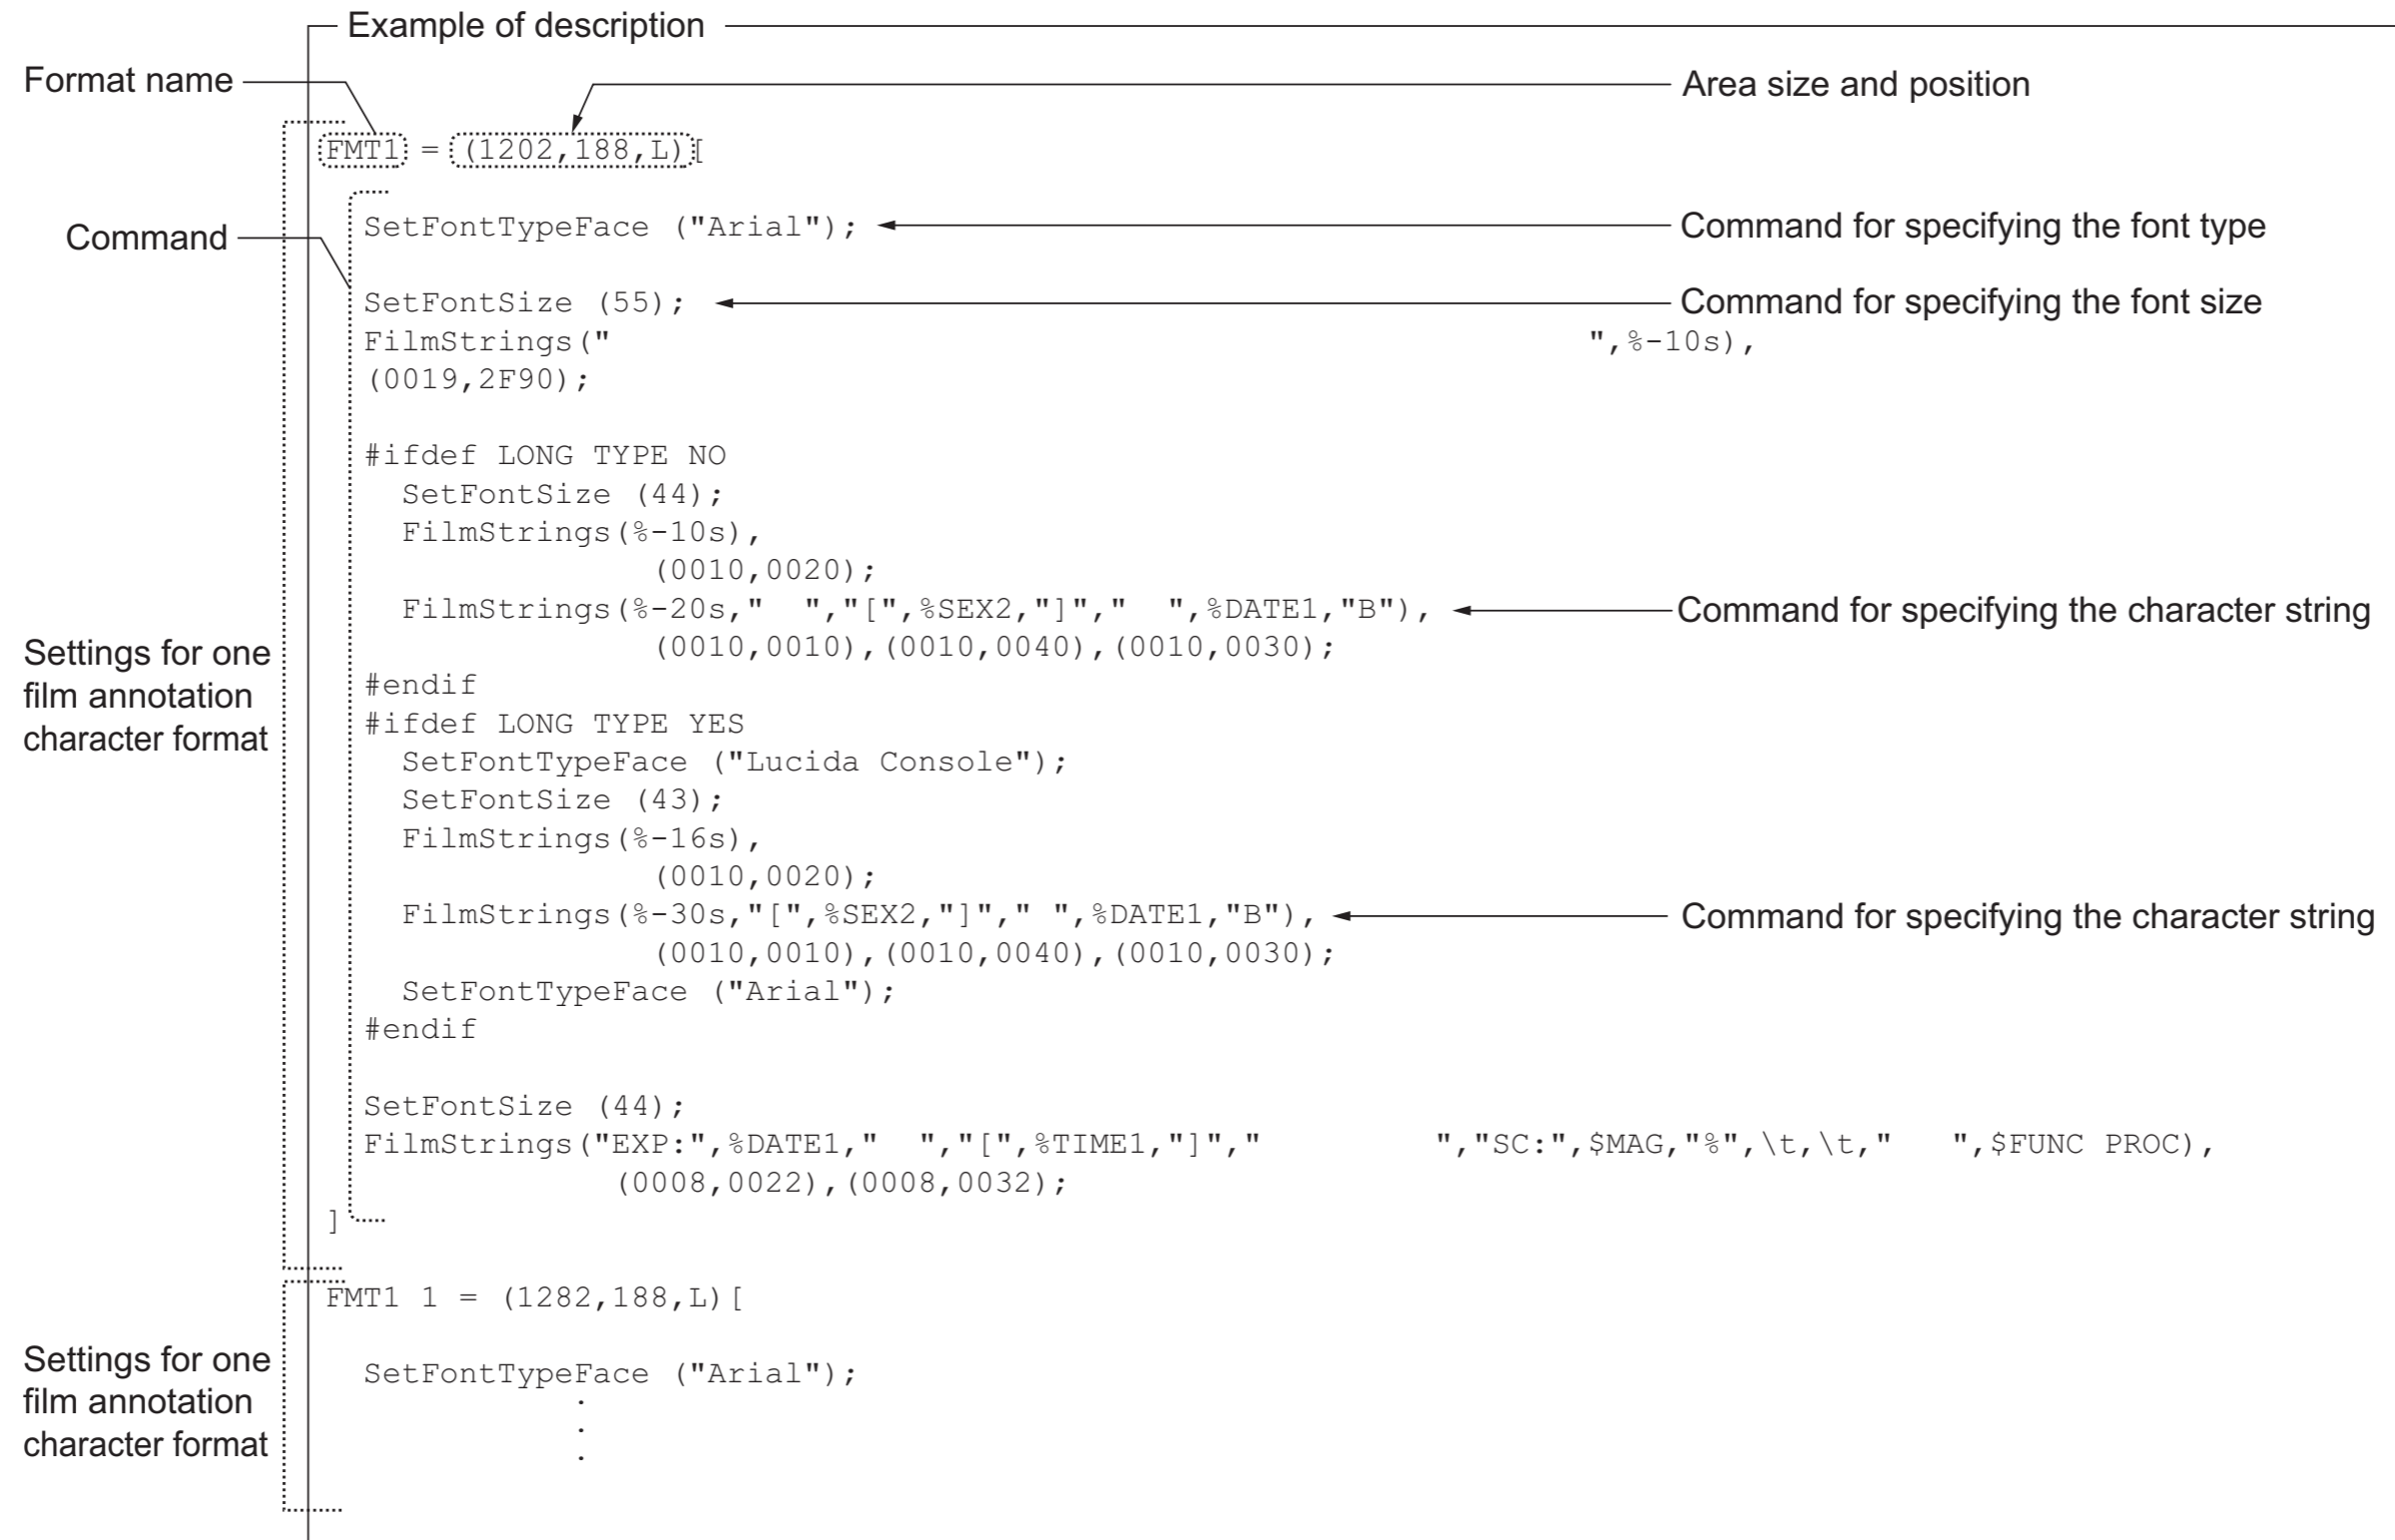 Example of description
Format name
Area size and position
FMT1 = (1202,188,L)[
Command
SetFontTypeFace ("Arial");
Command for specifying the font type
SetFontSize (55);
Command for specifying the font size
FilmStrings("                                                   ",%-10s),
(0019,2F90);
#ifdef LONG TYPE NO
SetFontSize (44);
FilmStrings(%-10s),
(0010,0020);
FilmStrings(%-20s,"  ","[",%SEX2,"]","  ",%DATE1,"B"),
Command for specifying the character string
(0010,0010),(0010,0040),(0010,0030);
Settings for one
film annotation
character format
#endif
#ifdef LONG TYPE YES
SetFontTypeFace ("Lucida Console");
SetFontSize (43);
FilmStrings(%-16s),
(0010,0020);
FilmStrings(%-30s,"[",%SEX2,"]"," ",%DATE1,"B"),
Command for specifying the character string
(0010,0010),(0010,0040),(0010,0030);
SetFontTypeFace ("Arial");
#endif
SetFontSize (44);
FilmStrings("EXP:",%DATE1,"  ","[",%TIME1,"]","         ","SC:",$MAG,"%",\t,\t,"   ",$FUNC PROC),
(0008,0022),(0008,0032);
]
FMT1 1 = (1282,188,L)[
Settings for one
film annotation
character format
SetFontTypeFace ("Arial");
.
.
.